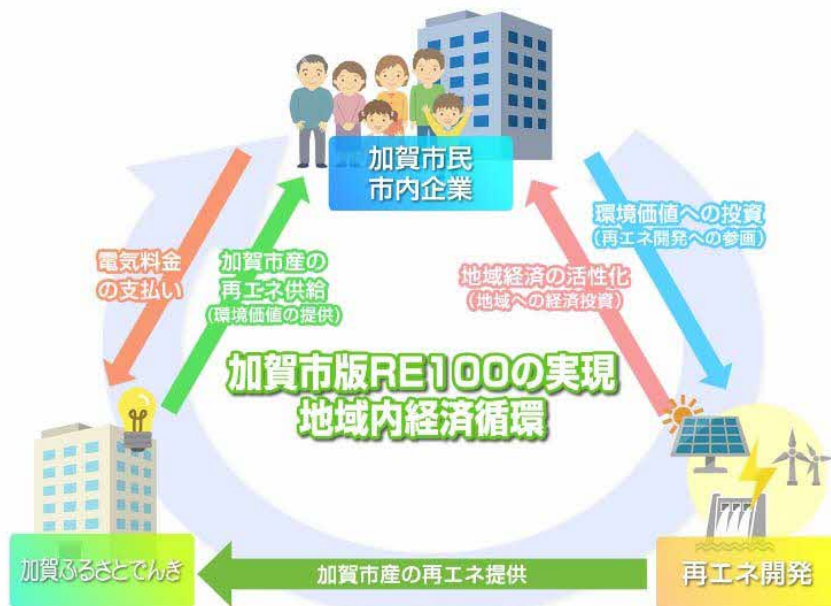 加賀市民
市内企業
環境価値への投資
(再エネ開発への参画)
電気料金
の支払い
加賀市産の
再エネ供給
(環境価値の提供)
地域経済の活性化
(地域への経済投資)
加賀市版RE100の実現
地域内経済循環
加賀ふるさとでんき
加賀市産の再エネ提供
再エネ開発